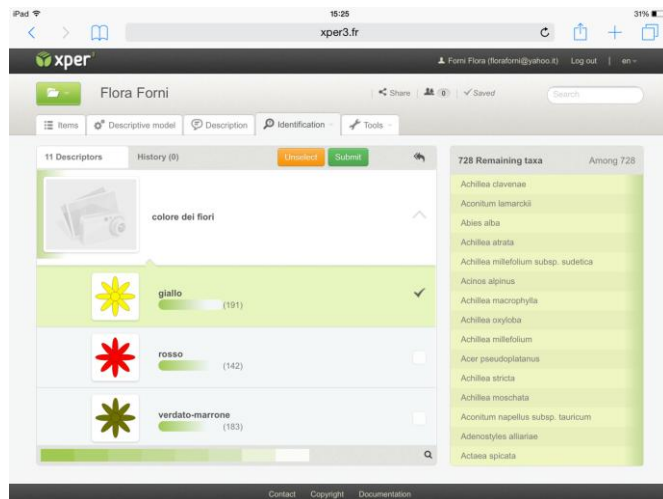 iPad 15:25 31%
xper3.fr
xper³ Forni Flora (floraforni@yahoo.it) Log out | en
Flora Forni Share (0) Saved Search
Items Descriptive model Description Identification Tools
11 Descriptors History (0) Unselect Submit
colore dei fiori
giallo
(191)
rosso
(142)
verdato-marrone
(183)
728 Remaining taxa Among 728
Achillea clavenae
Aconitum lamarckii
Abies alba
Achillea atrata
Achillea millefolium subsp. sudetica
Acinos alpinus
Achillea macrophylla
Achillea oxyloba
Achillea millefolium
Acer pseudoplatanus
Achillea stricta
Achillea moschata
Aconitum napellus subsp. tauricum
Adenostyles alliariae
Actaea spicata
Contact Copyright Documentation